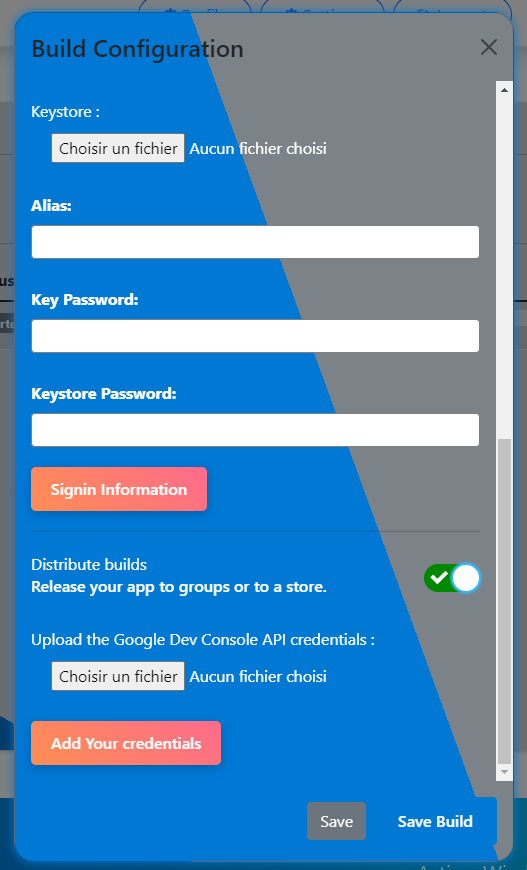 Build Configuration
Keystore :
Choisir un fichier Aucun fichier choisi
Alias:
Key Password:
Keystore Password:
Signin Information
Distribute builds
Release your app to groups or to a store.
Upload the Google Dev Console API credentials :
Choisir un fichier Aucun fichier choisi
Add Your credentials
Save Save Build